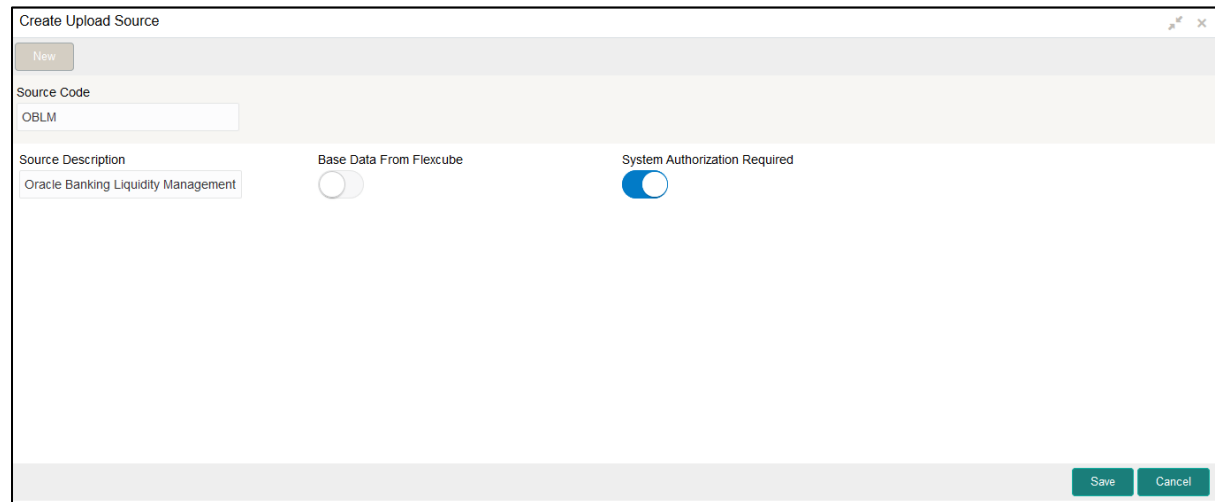 Create Upload Source
New
Source Code
OBLM
Source Description Base Data From Flexcube System Authorization Required
Oracle Banking Liquidity Management
Save Cancel